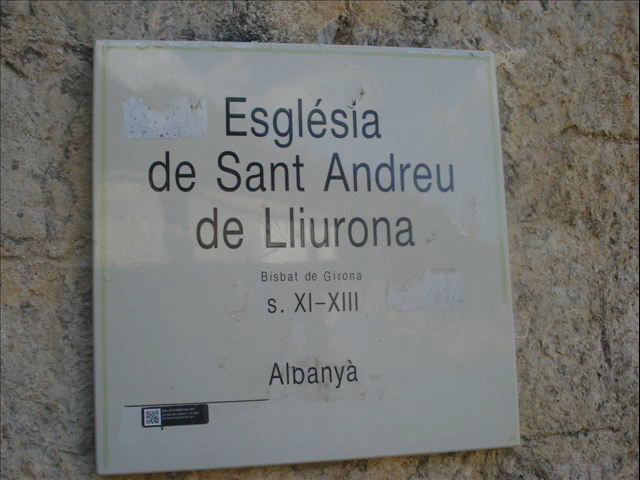 Església
de Sant Andreu
de Lliurona
Bisbat de Girona
s. XI-XIII
Albanyà